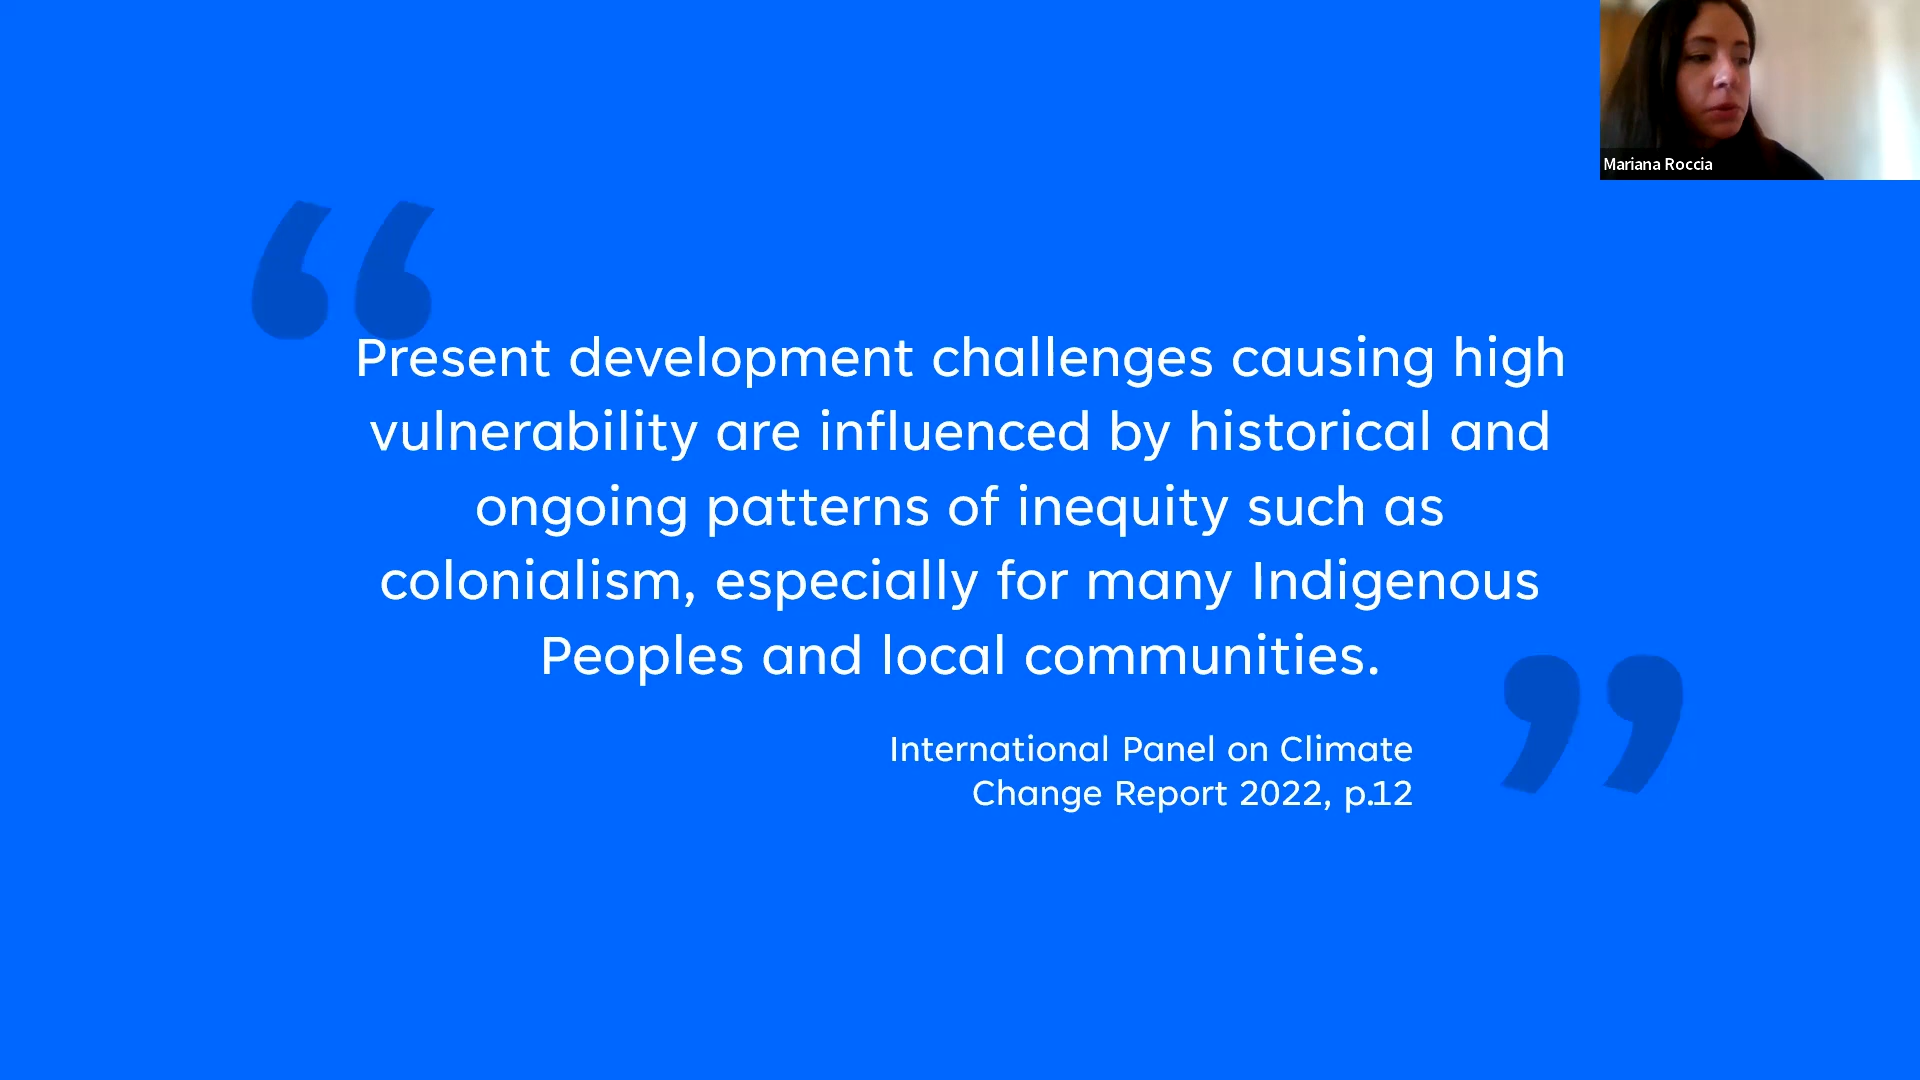 Mariana Roccia
“
Present development challenges causing high
vulnerability are influenced by historical and
ongoing patterns of inequity such as
colonialism, especially for many Indigenous
Peoples and local communities.
”
International Panel on Climate
Change Report 2022, p.12